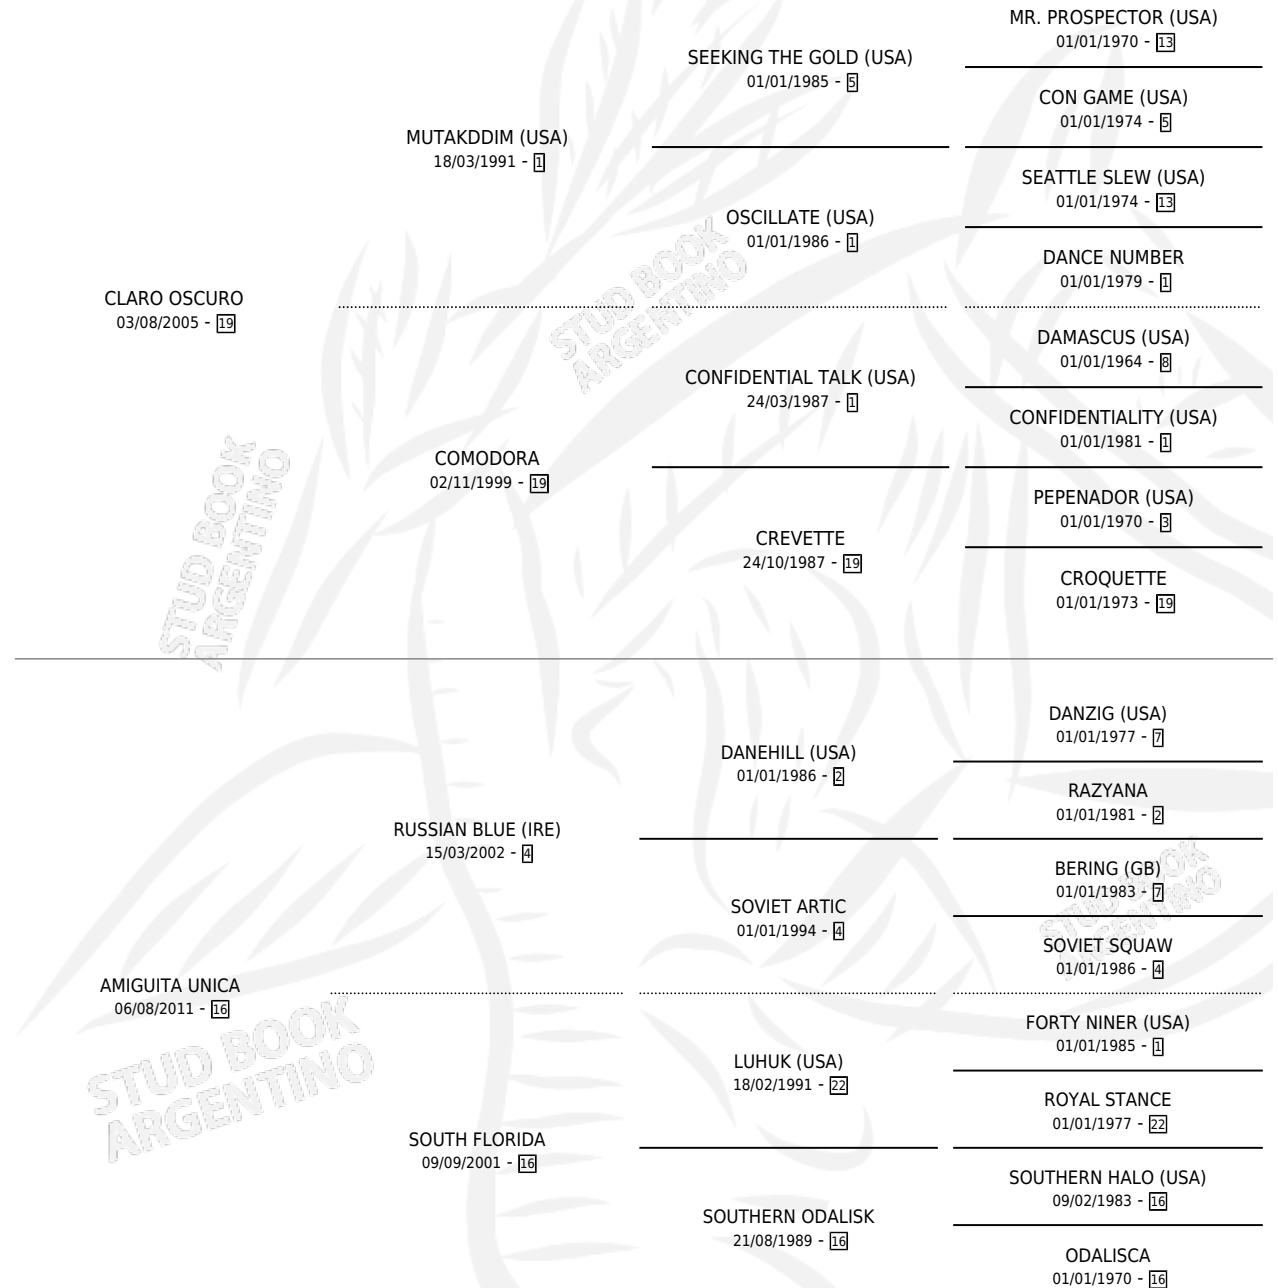 MR. PROSPECTOR (USA)
01/01/1970 - 13
SEEKING THE GOLD (USA)
01/01/1985 - 5
CON GAME (USA)
01/01/1974 - 5
MUTAKDDIM (USA)
18/03/1991 - 1
SEATTLE SLEW (USA)
01/01/1974 - 13
OSCILLATE (USA)
01/01/1986 - 1
DANCE NUMBER
01/01/1979 - 1
CLARO OSCURO
03/08/2005 - 19
STUD BOOK
ARGENTINO
DAMASCUS (USA)
01/01/1964 - 8
CONFIDENTIAL TALK (USA)
24/03/1987 - 1
CONFIDENTIALITY (USA)
01/01/1981 - 1
COMODORA
02/11/1999 - 19
PEPENADOR (USA)
01/01/1970 - 3
CREVETTE
24/10/1987 - 19
CROQUETTE
01/01/1973 - 19
STUD BOOK
ARGENTINO
DANZIG (USA)
01/01/1977 - 7
DANEHILL (USA)
01/01/1986 - 2
RAZYANA
01/01/1981 - 2
RUSSIAN BLUE (IRE)
15/03/2002 - 4
BERING (GB)
01/01/1983 - 7
SOVIET ARTIC
01/01/1994 - 4
SOVIET SQUAW
01/01/1986 - 4
STUD BOOK
ARGENTINO
AMIGUITA UNICA
06/08/2011 - 16
FORTY NINER (USA)
01/01/1985 - 1
LUHUK (USA)
18/02/1991 - 22
ROYAL STANCE
01/01/1977 - 22
STUD BOOK
ARGENTINO
SOUTH FLORIDA
09/09/2001 - 16
SOUTHERN HALO (USA)
09/02/1983 - 16
SOUTHERN ODALISK
21/08/1989 - 16
ODALISCA
01/01/1970 - 16